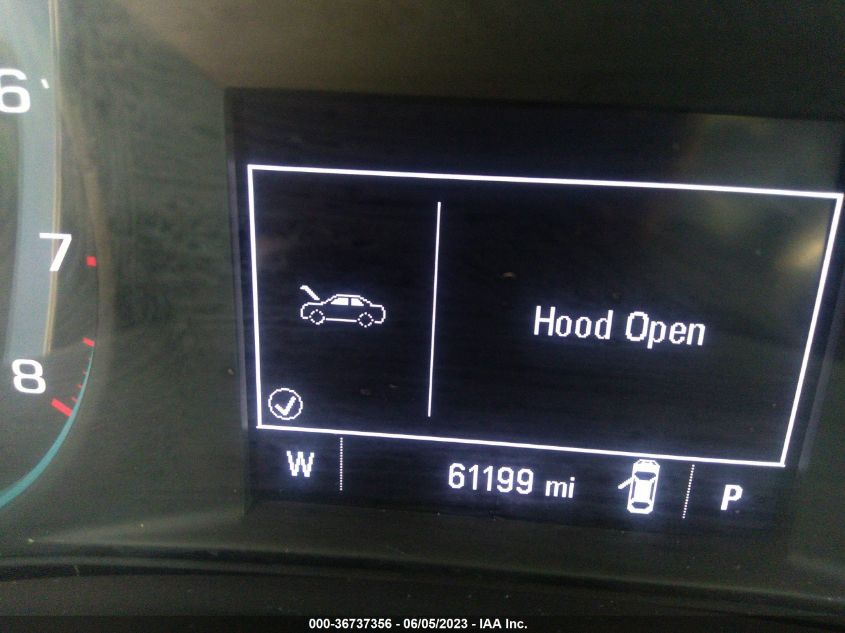 6
7
8
Hood Open
W 61199 mi P
000-36737356 - 06/05/2023 - IAA Inc.